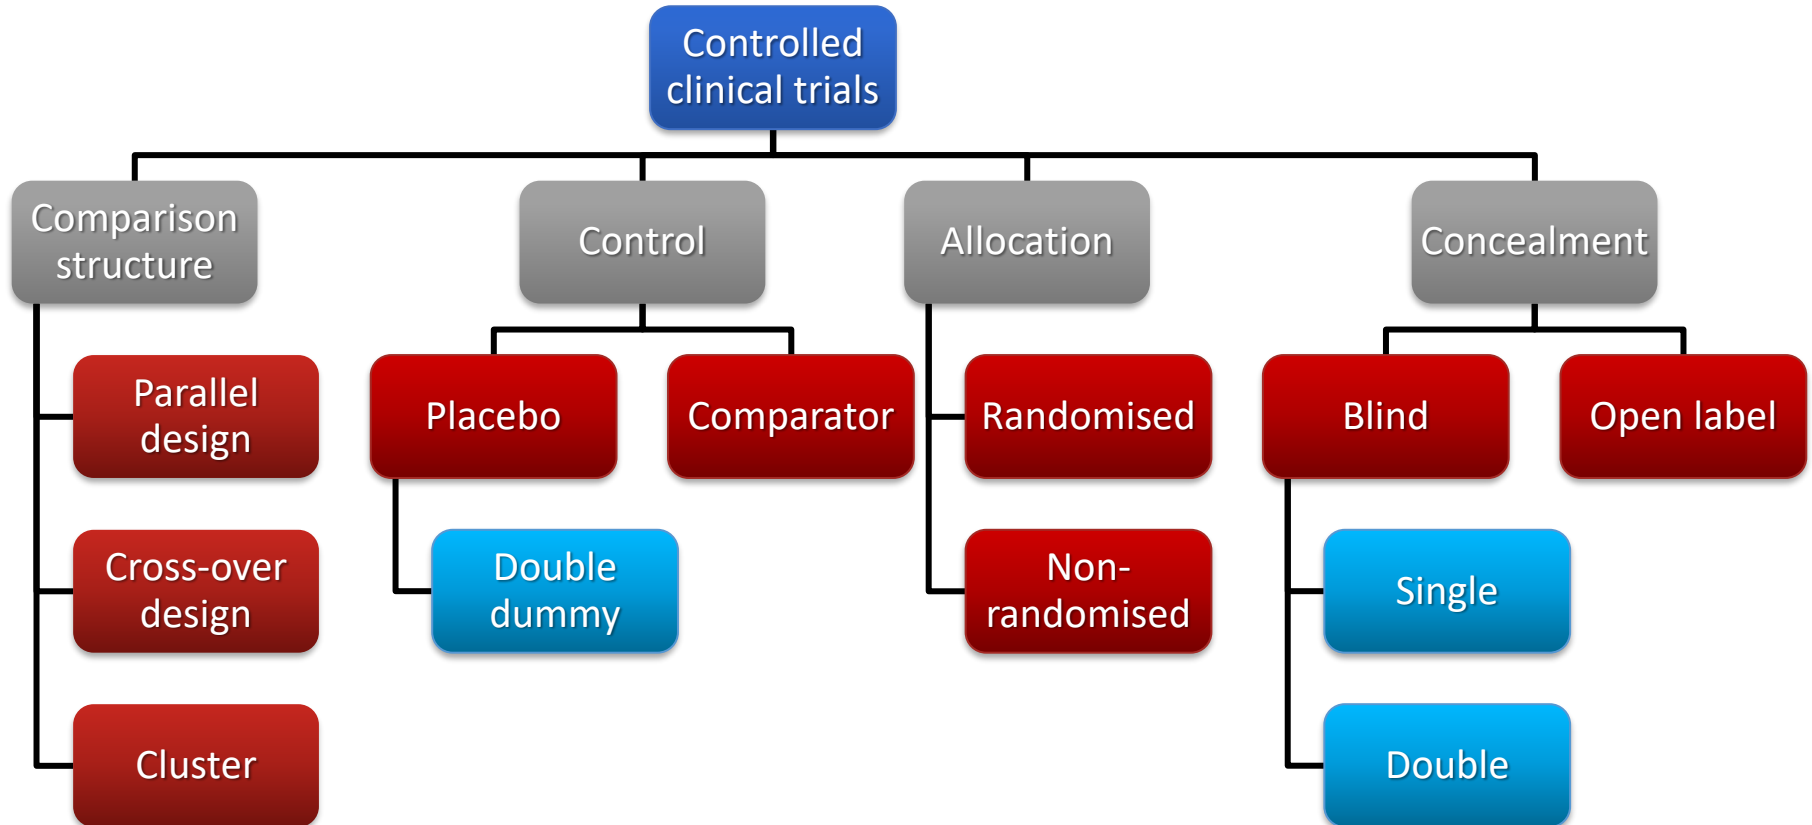 Controlled
clinical trials
Comparison
structure
Control
Allocation
Concealment
Parallel
design
Placebo
Comparator
Randomised
Blind
Open label
Cross-over
design
Double
dummy
Non-
randomised
Single
Cluster
Double